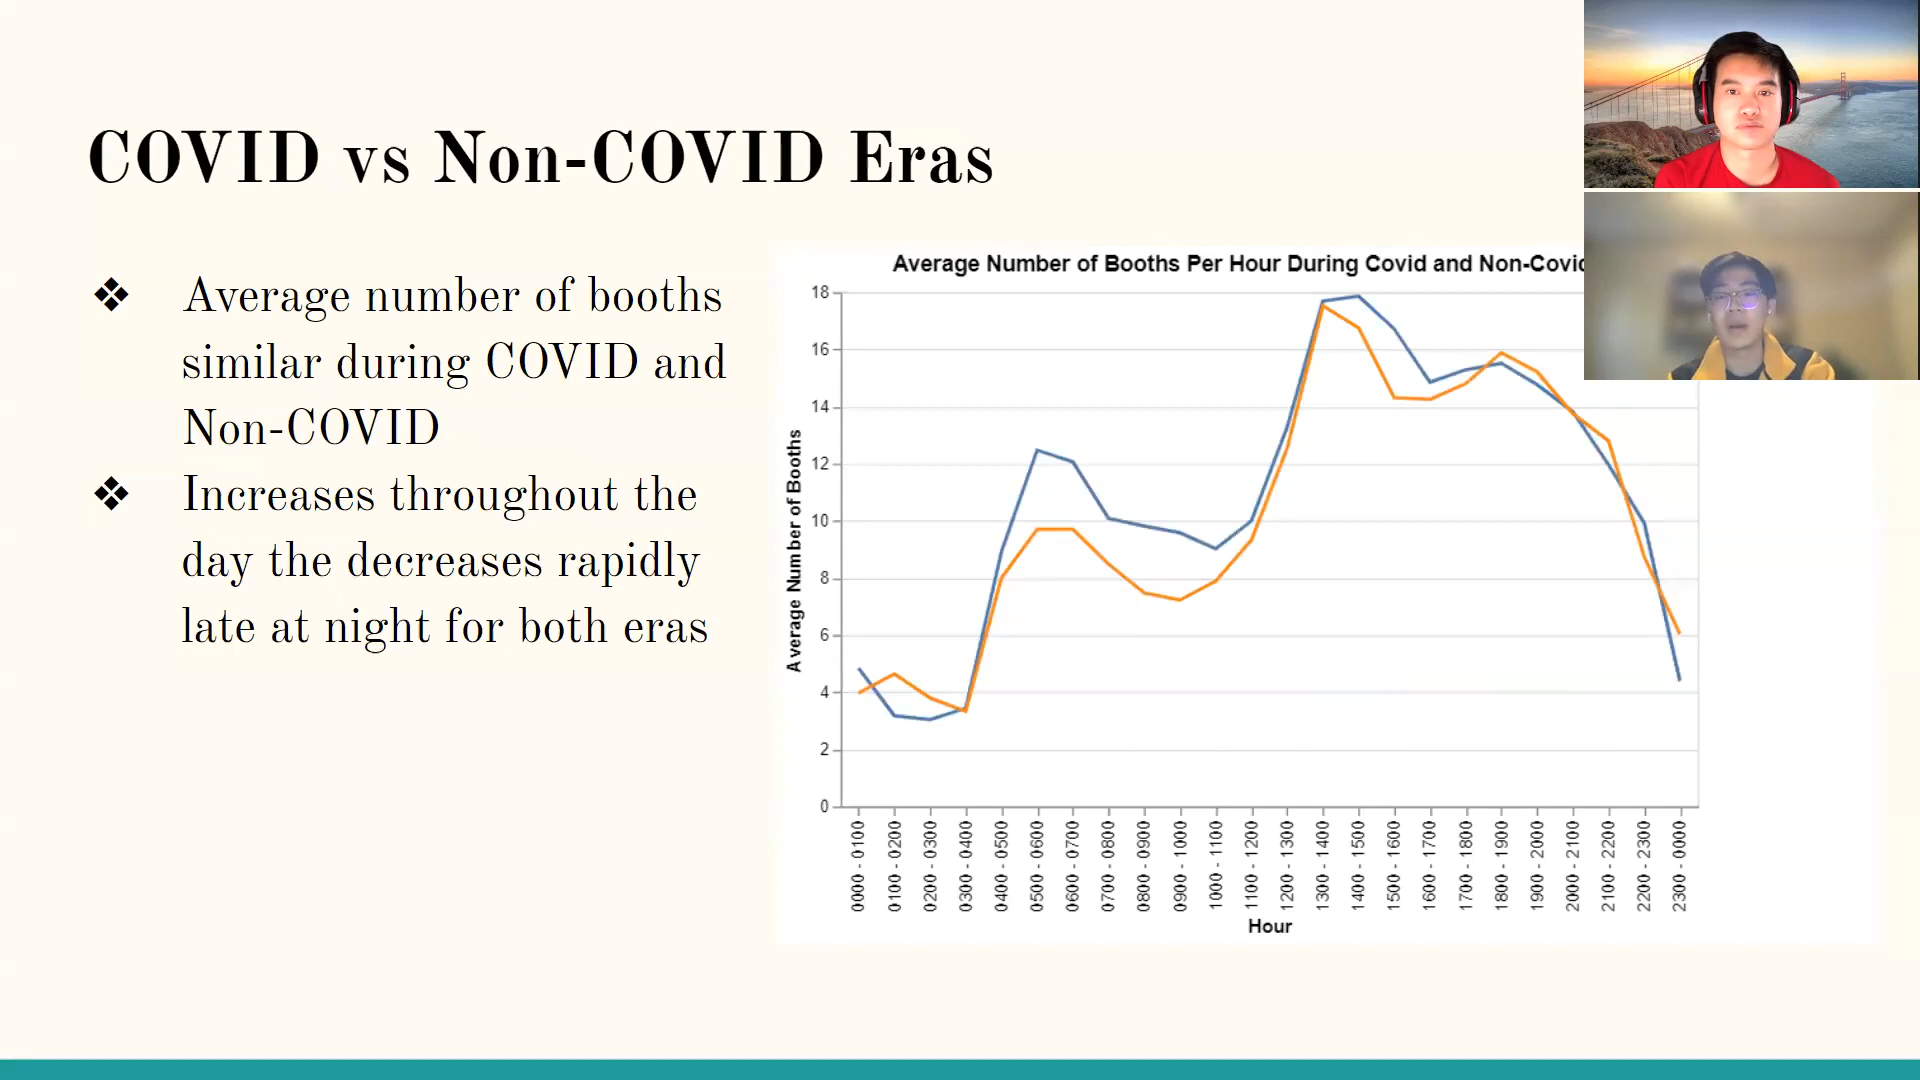 COVID vs Non-COVID Eras
❖ Average number of booths
similar during COVID and
Non-COVID
❖ Increases throughout the
day the decreases rapidly
late at night for both eras
Average Number of Booths Per Hour During Covid and Non-Covid
18
16
14
12
10
8
6
4
2
0
Average Number of Booths
0000 - 0100
0100 - 0200
0200 - 0300
0300 - 0400
0400 - 0500
0500 - 0600
0600 - 0700
0700 - 0800
0800 - 0900
0900 - 1000
1000 - 1100
1100 - 1200
1200 - 1300
1300 - 1400
1400 - 1500
1500 - 1600
1600 - 1700
1700 - 1800
1800 - 1900
1900 - 2000
2000 - 2100
2100 - 2200
2200 - 2300
2300 - 0000
Hour